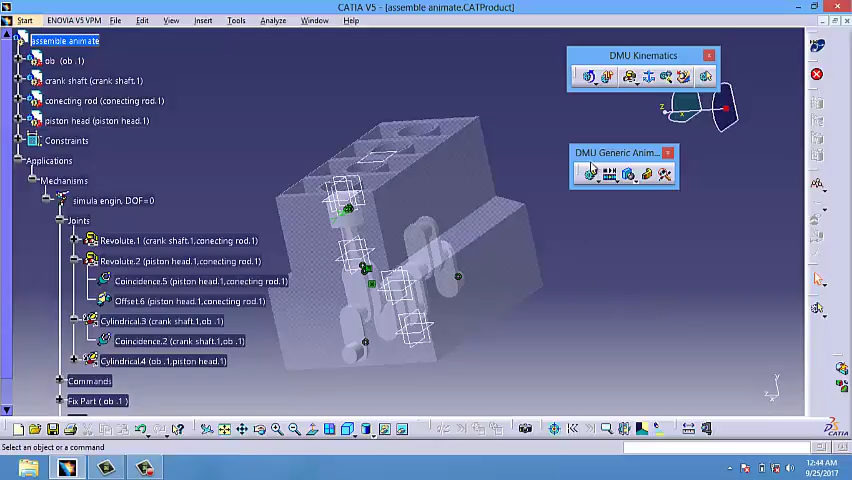 CATIA V5 - [assemble animate.CATProduct]
Start ENOVIA V5 VPM File Edit View Insert Tools Analyze Window Help
assemble animate
ob (ob .1)
crank shaft (crank shaft.1)
conecting rod (conecting rod.1)
piston head (piston head.1)
Constraints
Applications
Mechanisms
simula engin, DOF=0
Joints
Revolute.1 (crank shaft.1,conecting rod.1)
Revolute.2 (piston head.1,conecting rod.1)
Coincidence.5 (piston head.1,conecting rod.1)
Offset.6 (piston head.1,conecting rod.1)
Cylindrical.3 (crank shaft.1,ob .1)
Coincidence.2 (crank shaft.1,ob .1)
Cylindrical.4 (ob .1,piston head.1)
Commands
Fix Part ( ob .1 )
DMU Kinematics
DMU Generic Anim...
z
x
y
z
x
CATIA
Select an object or a command
12:44 AM
9/25/2017